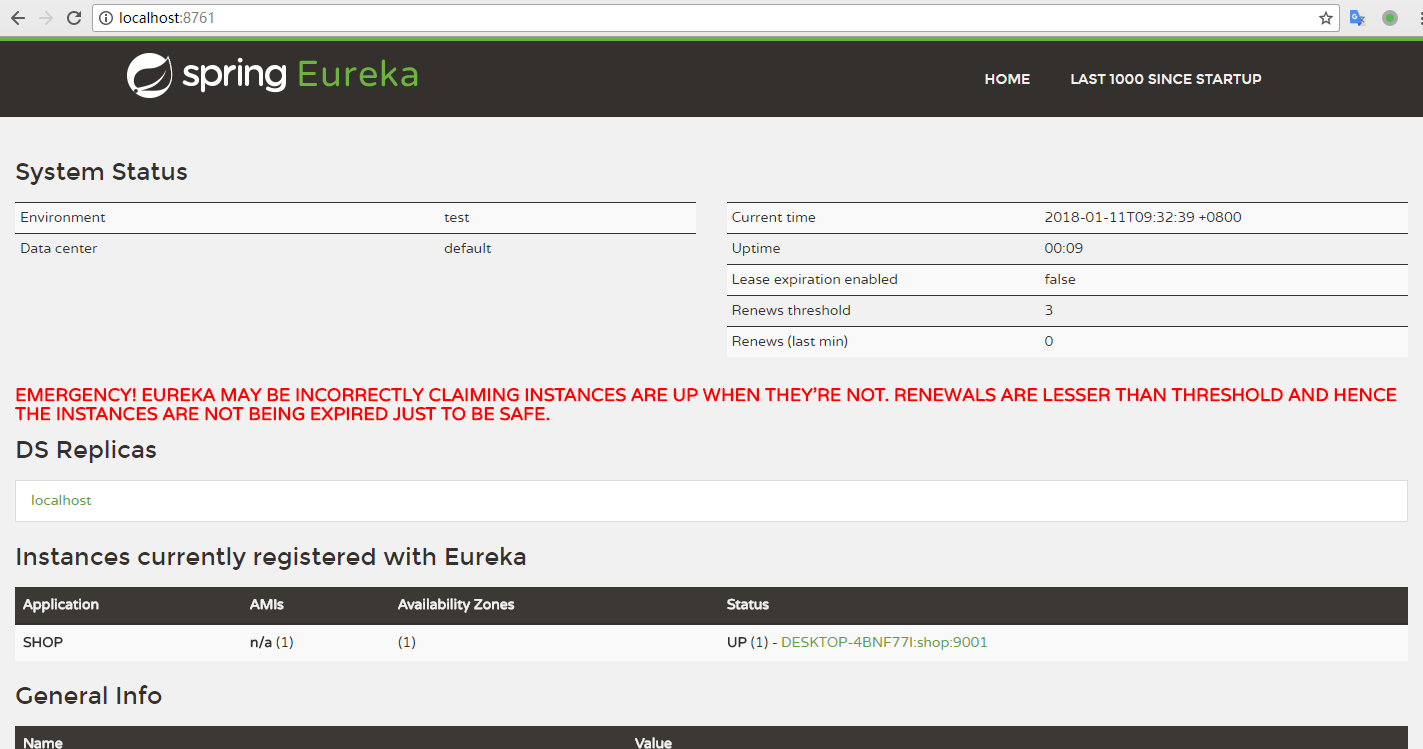 localhost:8761
spring Eureka
HOME LAST 1000 SINCE STARTUP
System Status
Environment test
Data center default
Current time 2018-01-11T09:32:39 +0800
Uptime 00:09
Lease expiration enabled false
Renews threshold 3
Renews (last min) 0
EMERGENCY! EUREKA MAY BE INCORRECTLY CLAIMING INSTANCES ARE UP WHEN THEY'RE NOT. RENEWALS ARE LESSER THAN THRESHOLD AND HENCE
THE INSTANCES ARE NOT BEING EXPIRED JUST TO BE SAFE.
DS Replicas
localhost
Instances currently registered with Eureka
Application AMIs Availability Zones Status
SHOP n/a (1) (1) UP (1) - DESKTOP-4BNF77I:shop:9001
General Info
Name Value